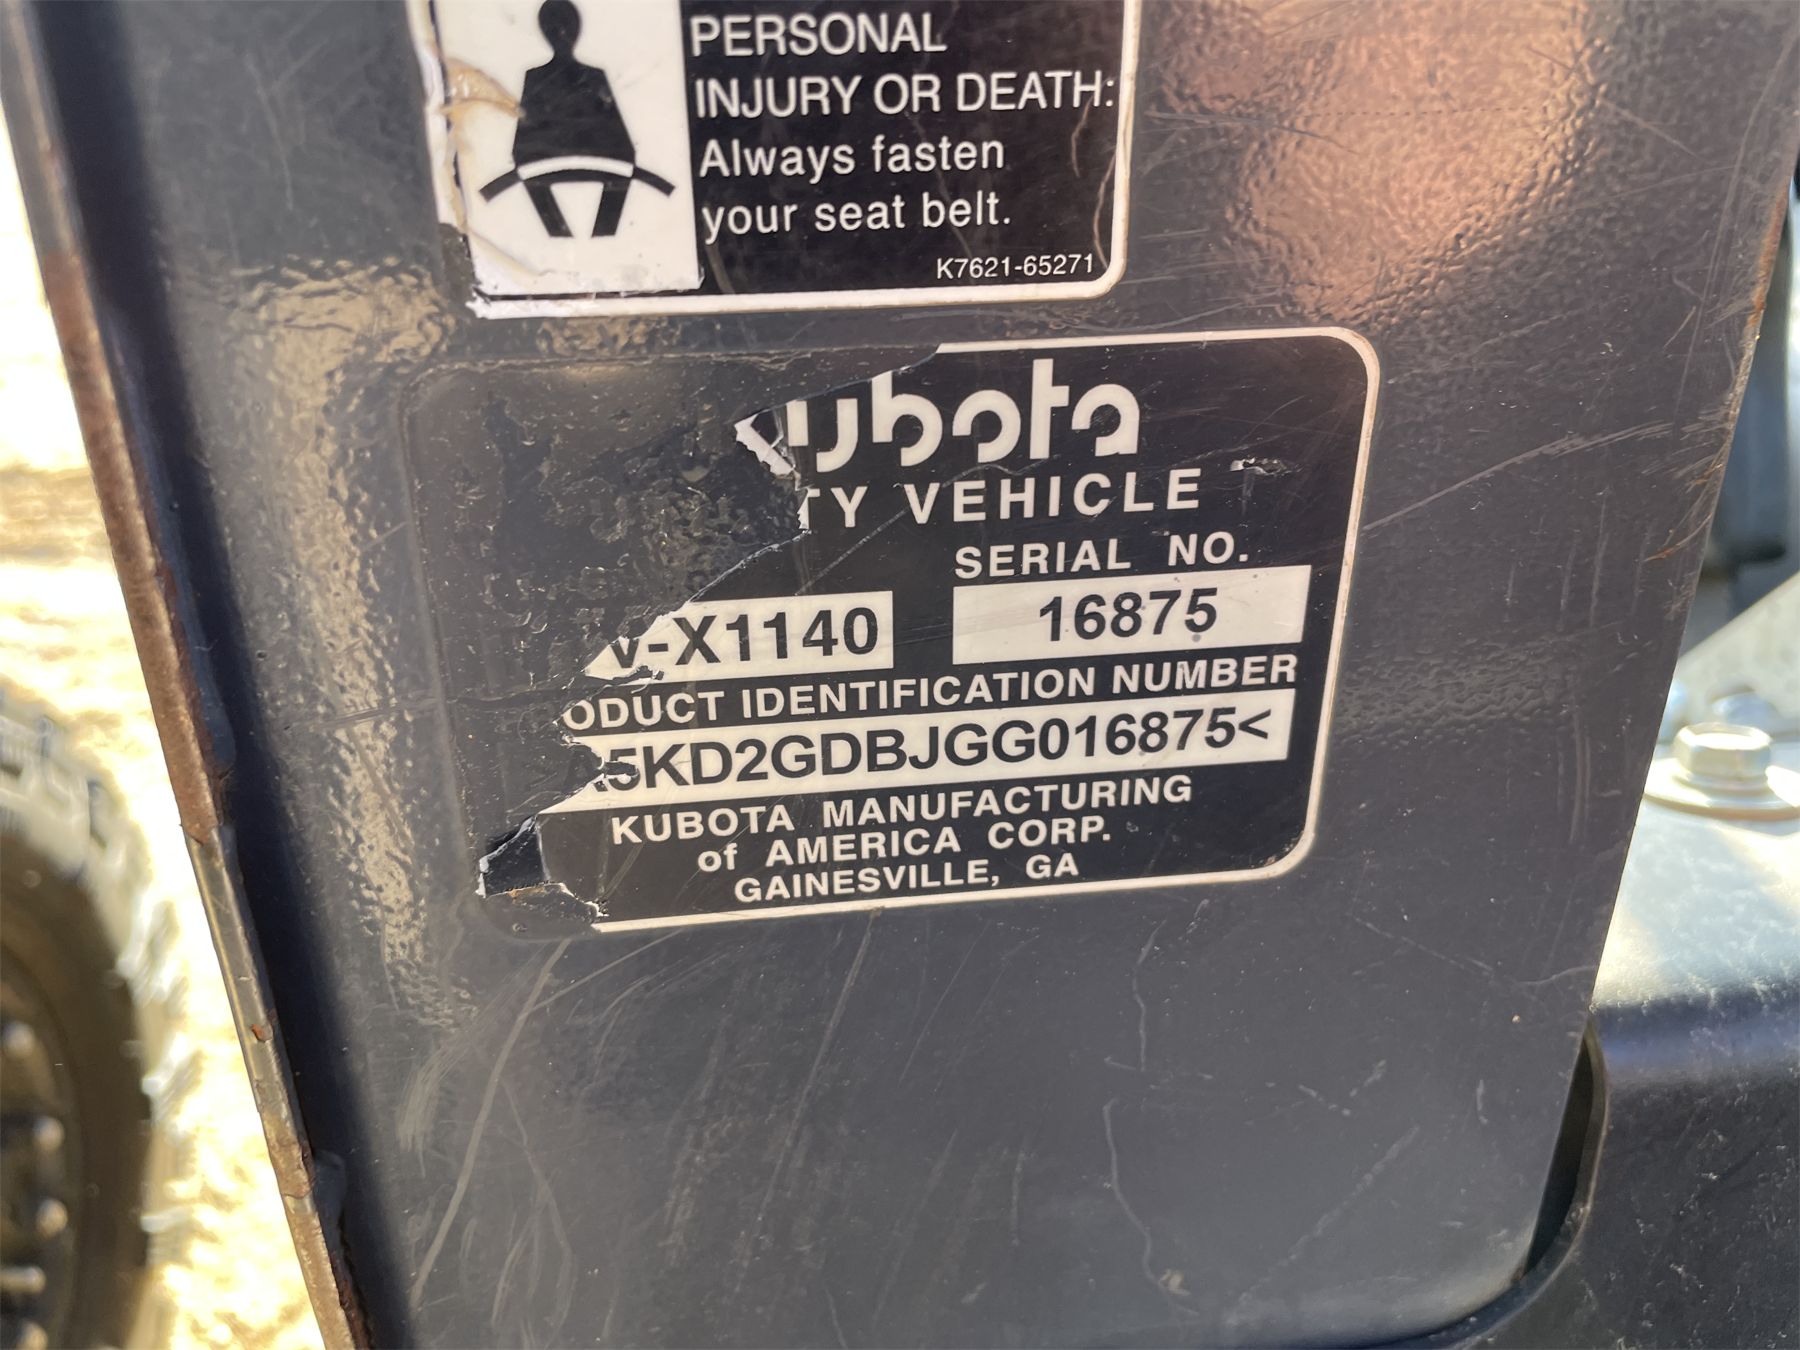 PERSONAL
INJURY OR DEATH:
Always fasten
your seat belt.
K7621-65271
ubota
TY VEHICLE
SERIAL NO.
V-X1140 16875
ODUCT IDENTIFICATION NUMBER
A5KD2GDBJGG016875<
KUBOTA MANUFACTURING
of AMERICA CORP.
GAINESVILLE, GA